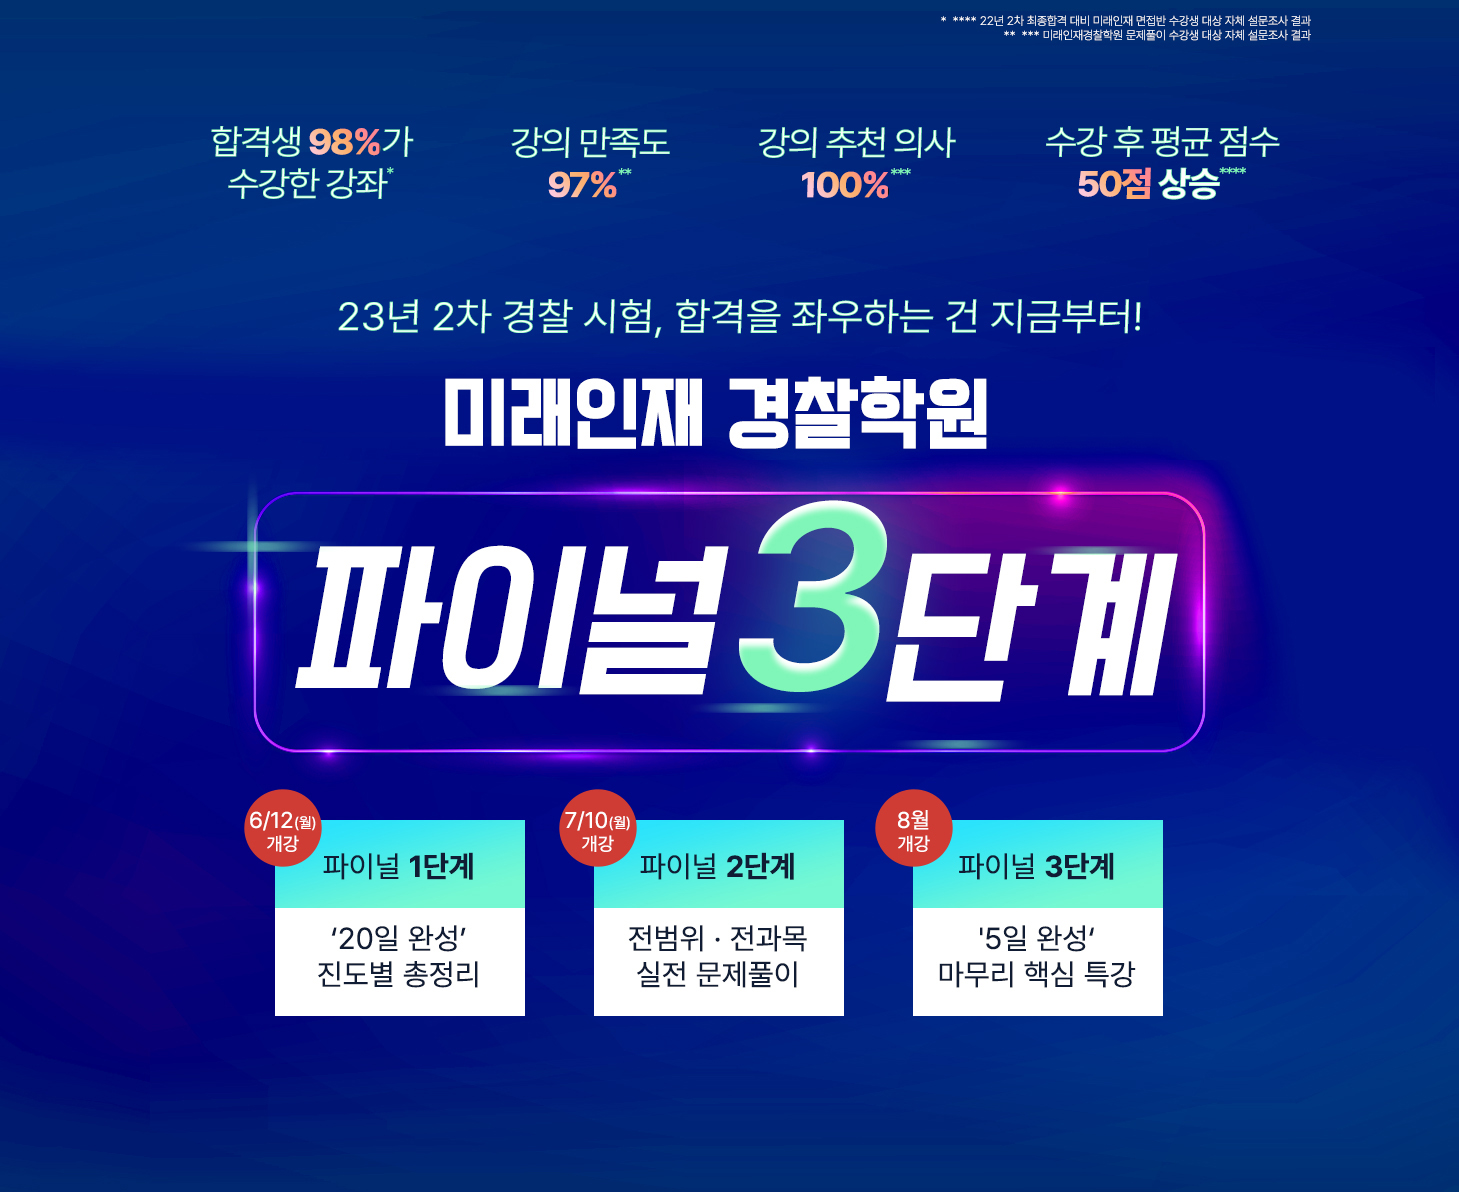 * **** 22년 2차 최종합격 대비 미래인재 면접반 수강생 대상 자체 설문조사 결과
** *** 미래인재경찰학원 문제풀이 수강생 대상 자체 설문조사 결과
합격생 98%가
수강한 강좌*
강의 만족도
97%**
강의 추천 의사
100%***
수강 후 평균 점수
50점 상승****
23년 2차 경찰 시험, 합격을 좌우하는 건 지금부터!
미래인재 경찰학원
파이널3단계
6/12(월)
개강
파이널 1단계
‘20일 완성’
진도별 총정리
7/10(월)
개강
파이널 2단계
전범위 · 전과목
실전 문제풀이
8월
개강
파이널 3단계
'5일 완성‘
마무리 핵심 특강